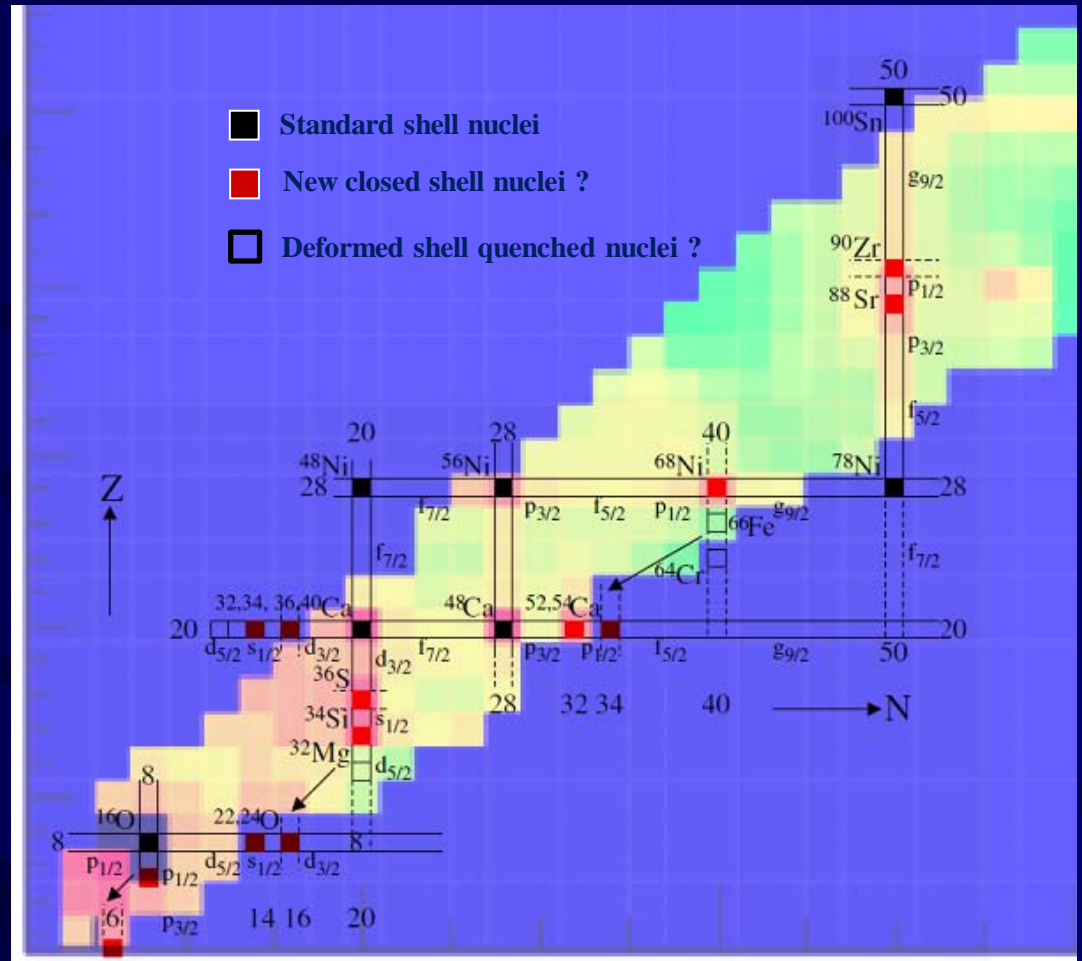 50
50
¹⁰⁰Sn
Standard shell nuclei
New closed shell nuclei ?
g9/2
Deformed shell quenched nuclei ?
⁹⁰Zr
p1/2
⁸⁸Sr
p3/2
f5/2
20 28 40
⁴⁸Ni ⁵⁶Ni ⁶⁸Ni ⁷⁸Ni
Z 28 28
f7/2 p3/2 f5/2 p1/2 g9/2
⁶⁶Fe
f7/2 f7/2
⁶⁴Cr
32,34, 36,40Ca ⁴⁸Ca 52,54Ca
20 20
d5/2 s1/2 d3/2 d3/2 f7/2 p3/2 p1/2 f5/2 g9/2 50
³⁶S
28 32 34 40 N
³⁴Si s1/2
³²Mg d5/2
8
¹⁶O 22,24O
8 8
p1/2 p1/2 d5/2 s1/2 d3/2
6 p3/2 14 16 20